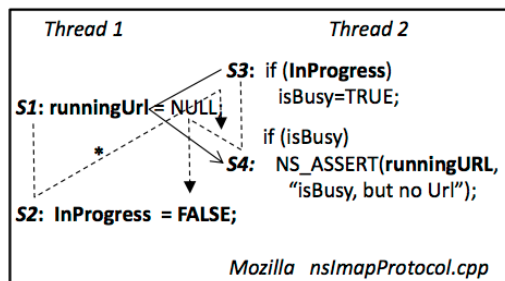 Thread 1
Thread 2
S3: if (InProgress)
isBusy=TRUE;
S1: runningUrl = NULL;
if (isBusy)
S4: NS_ASSERT(runningURL,
"isBusy, but no Url");
*
S2: InProgress = FALSE;
Mozilla nsImapProtocol.cpp